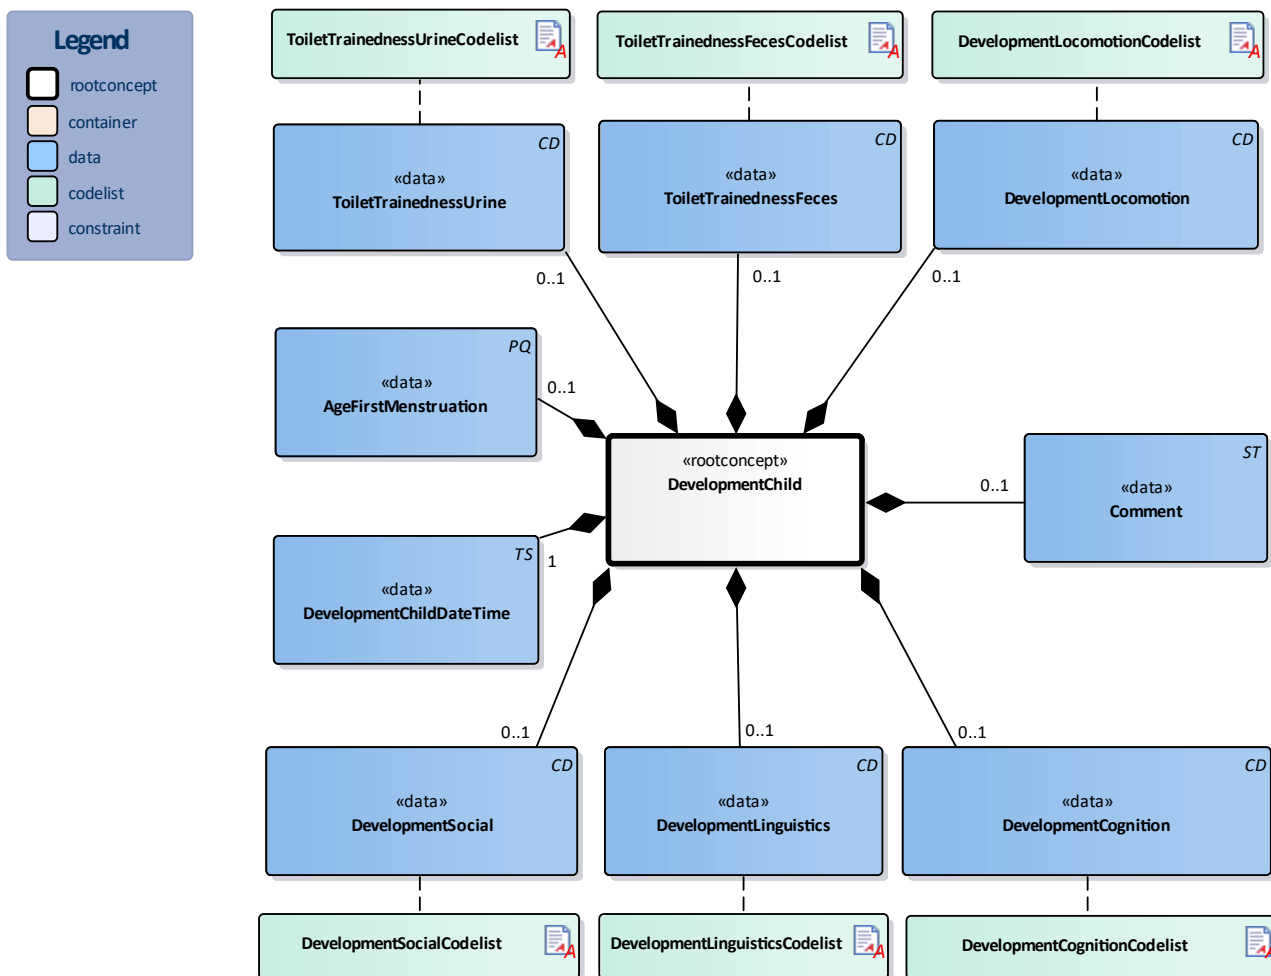 Legend
rootconcept
container
data
codelist
constraint
ToiletTrainednessUrineCodelist
ToiletTrainednessFecesCodelist
DevelopmentLocomotionCodelist
CD
«data»
ToiletTrainednessUrine
CD
«data»
ToiletTrainednessFeces
CD
«data»
DevelopmentLocomotion
0..1
0..1
0..1
PQ
«data»
AgeFirstMenstruation
0..1
«rootconcept»
DevelopmentChild
ST
«data»
Comment
0..1
TS
«data»
DevelopmentChildDateTime
1
0..1
0..1
0..1
CD
«data»
DevelopmentSocial
CD
«data»
DevelopmentLinguistics
CD
«data»
DevelopmentCognition
DevelopmentSocialCodelist
DevelopmentLinguisticsCodelist
DevelopmentCognitionCodelist